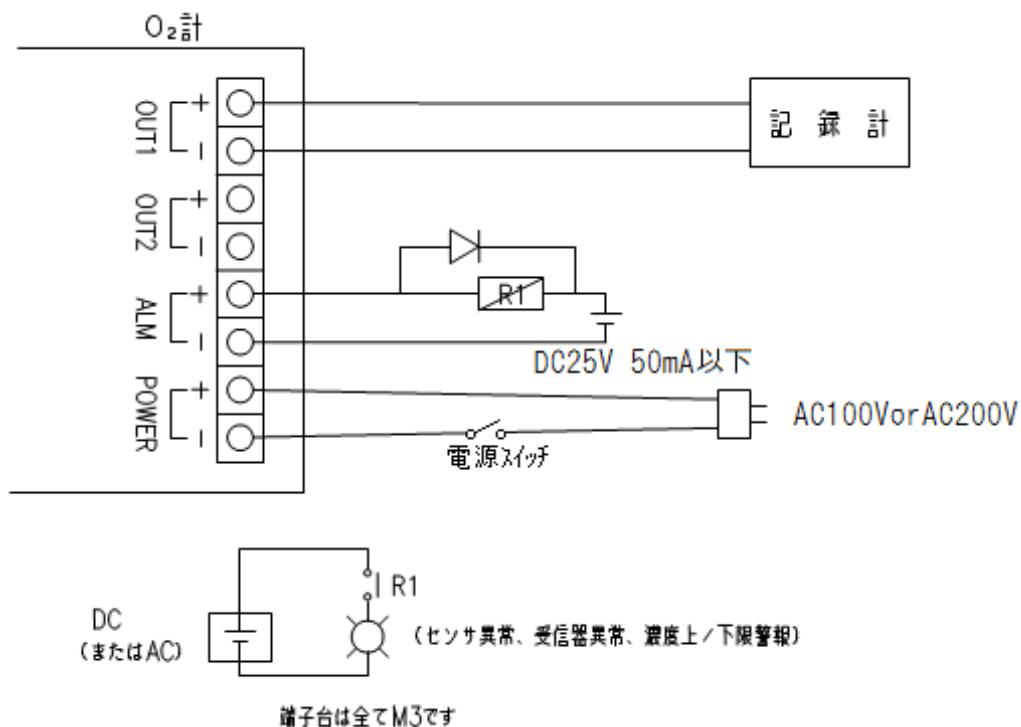 O₂計
OUT1
+
−
記 録 計
OUT2
+
−
ALM
+
−
R1
DC25V 50mA以下
POWER
+
−
AC100VorAC200V
電源スイッチ
R1
DC
(またはAC)
(センサ異常、受信器異常、濃度上/下限警報)
端子台は全てM3です